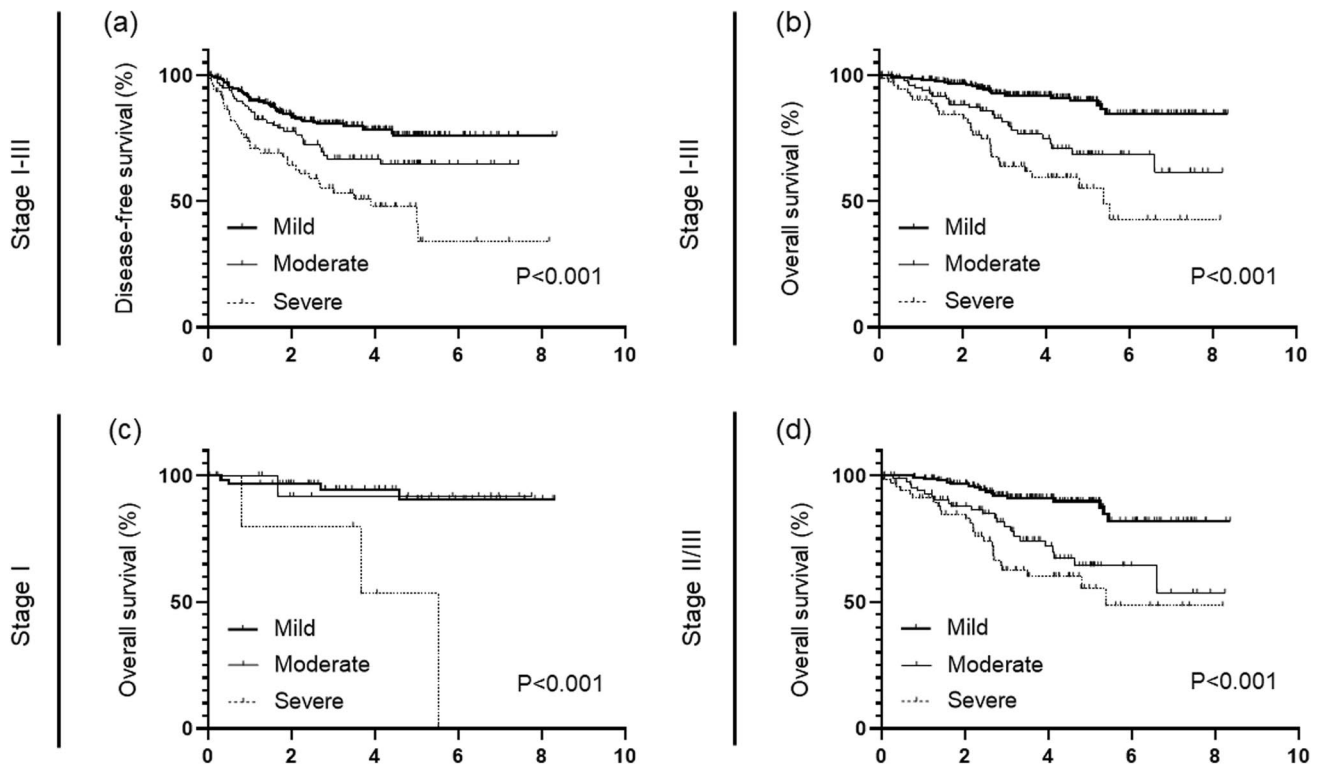 (a)
Stage I-III
Disease-free survival (%)
100
50
0
Mild
Moderate
Severe
P<0.001
0 2 4 6 8 10
(b)
Stage I-III
Overall survival (%)
100
50
0
Mild
Moderate
Severe
P<0.001
0 2 4 6 8 10
(c)
Stage I
Overall survival (%)
100
50
0
Mild
Moderate
Severe
P<0.001
0 2 4 6 8 10
(d)
Stage II/III
Overall survival (%)
100
50
0
Mild
Moderate
Severe
P<0.001
0 2 4 6 8 10